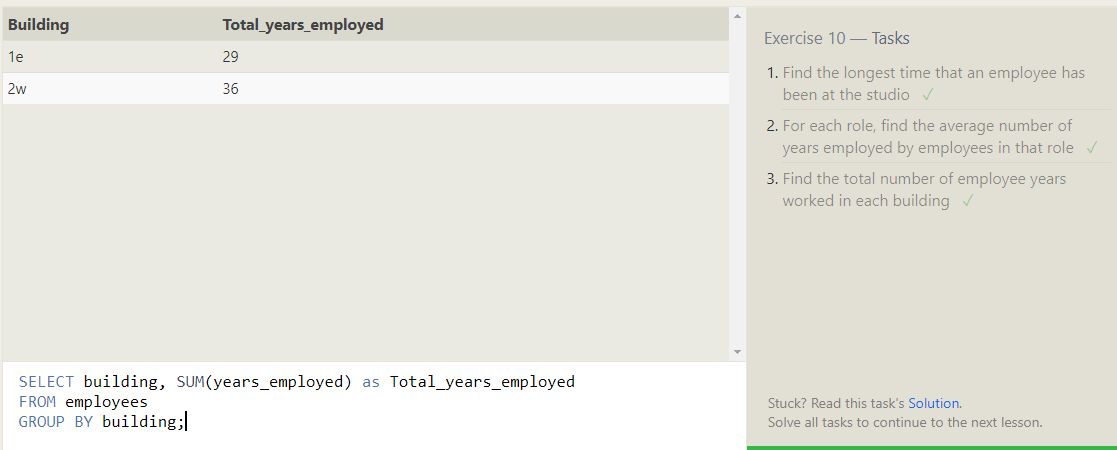 Building Total_years_employed
1e 29
2w 36
SELECT building, SUM(years_employed) as Total_years_employed
FROM employees
GROUP BY building;
Exercise 10 — Tasks
1. Find the longest time that an employee has
been at the studio ✓
2. For each role, find the average number of
years employed by employees in that role ✓
3. Find the total number of employee years
worked in each building ✓
Stuck? Read this task's Solution.
Solve all tasks to continue to the next lesson.